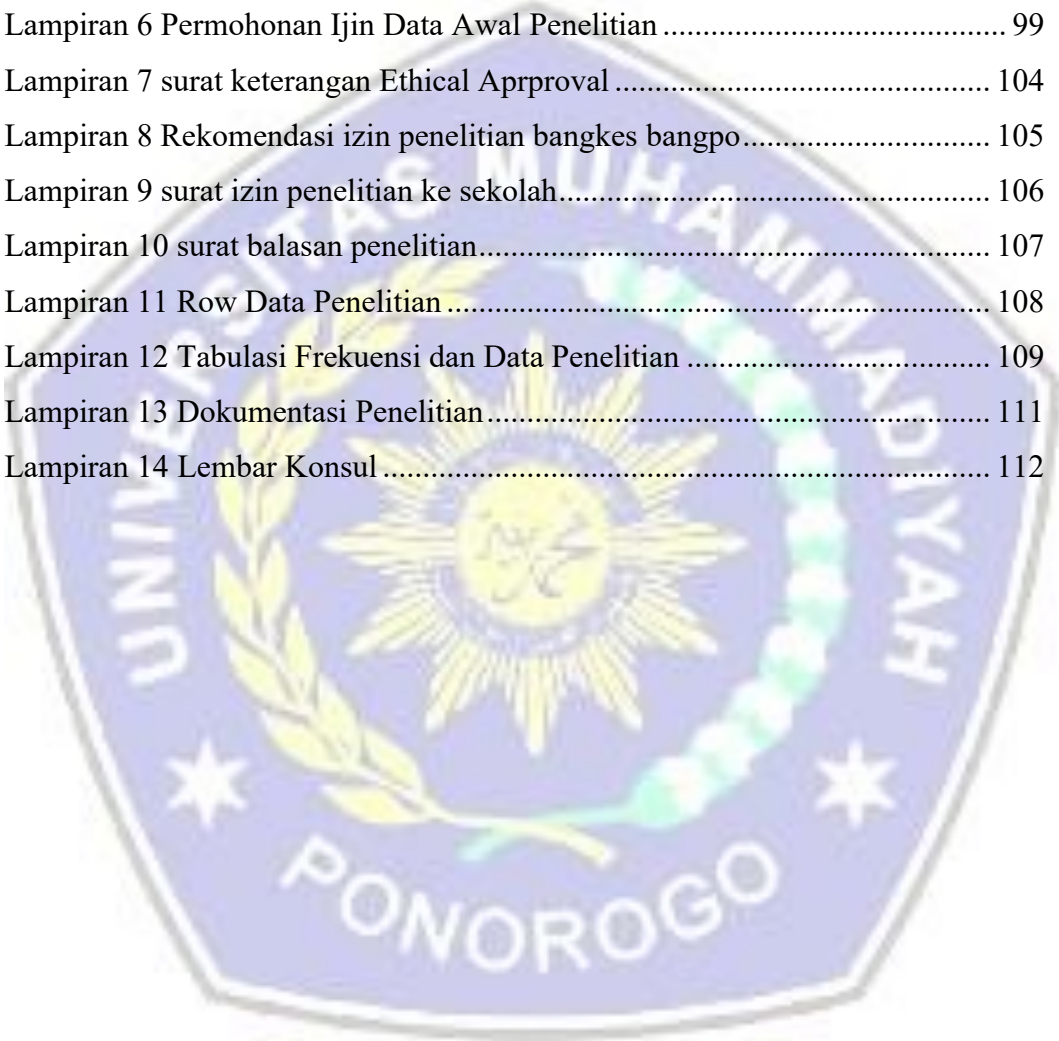 Lampiran 6 Permohonan Ijin Data Awal Penelitian ........................................... 99
Lampiran 7 surat keterangan Ethical Aprproval ............................................... 104
Lampiran 8 Rekomendasi izin penelitian bangkes bangpo............................... 105
Lampiran 9 surat izin penelitian ke sekolah...................................................... 106
Lampiran 10 surat balasan penelitian................................................................ 107
Lampiran 11 Row Data Penelitian .................................................................... 108
Lampiran 12 Tabulasi Frekuensi dan Data Penelitian ...................................... 109
Lampiran 13 Dokumentasi Penelitian............................................................... 111
Lampiran 14 Lembar Konsul ............................................................................ 112
UNIVERSITAS MUHAMMADIYAH
PONOROGO